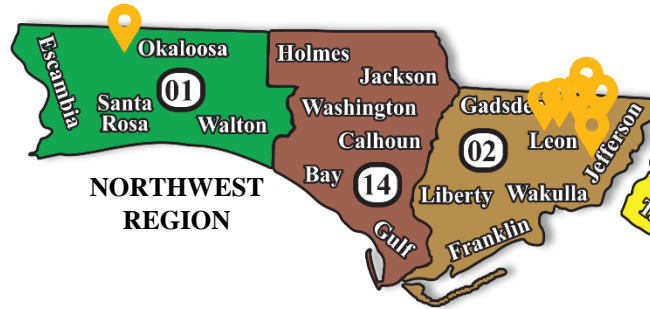 Escambia
Okaloosa
01
Santa
Rosa
Walton
Holmes
Jackson
Washington
Calhoun
Bay
14
Gulf
Leon
02
Jefferson
Liberty
Wakulla
Franklin
NORTHWEST
REGION